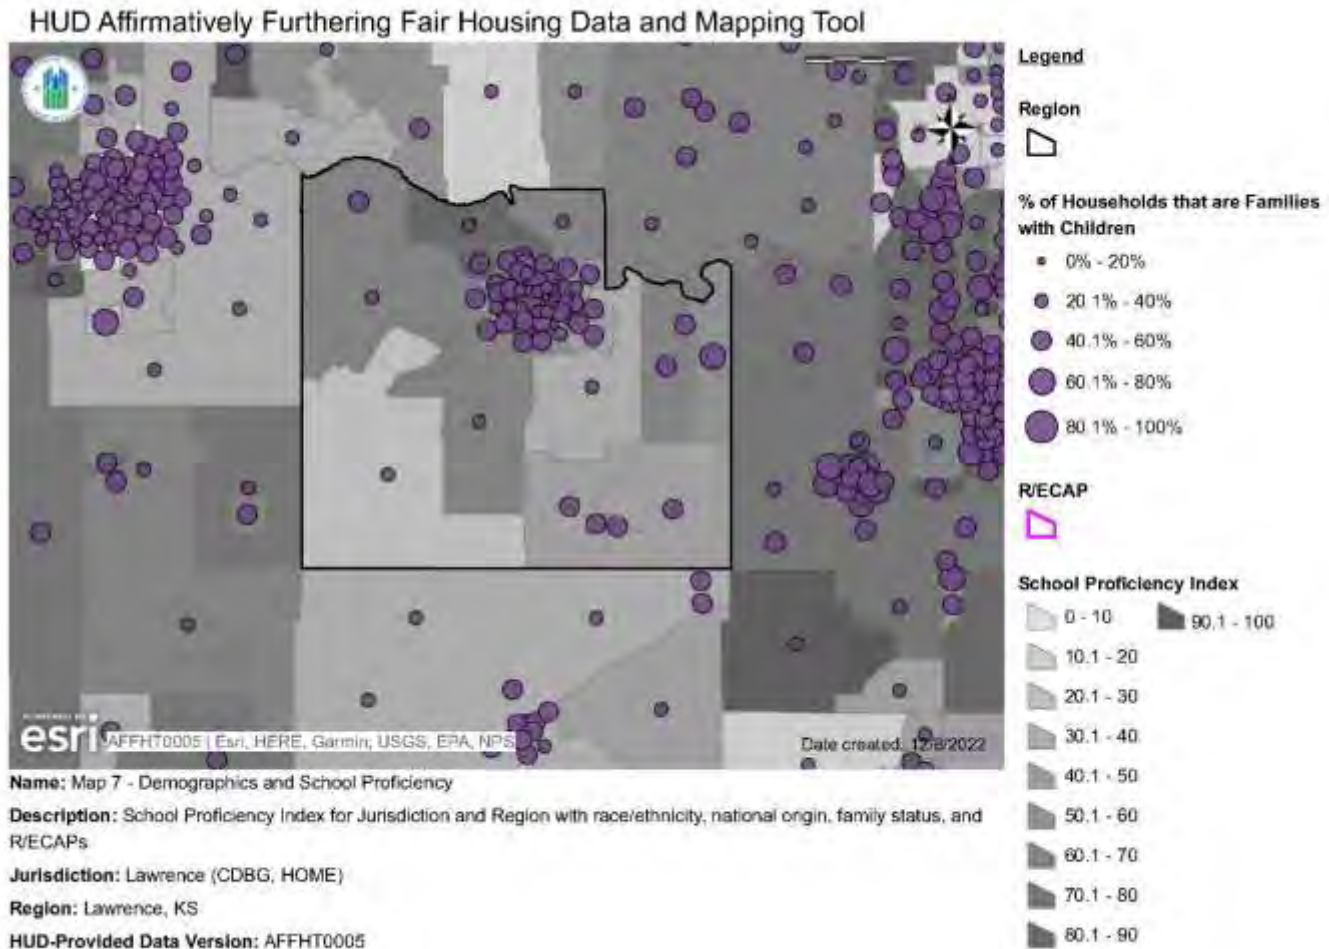 HUD Affirmatively Furthering Fair Housing Data and Mapping Tool
Legend
Region
% of Households that are Families
with Children
0% - 20%
20.1% - 40%
40.1% - 60%
60.1% - 80%
80.1% - 100%
R/ECAP
School Proficiency Index
0 - 10
90.1 - 100
10.1 - 20
20.1 - 30
30.1 - 40
40.1 - 50
50.1 - 60
60.1 - 70
70.1 - 80
80.1 - 90
POWERED BY
esri
AFFHT0005 | Esri, HERE, Garmin, USGS, EPA, NPS
Date created: 12/8/2022
Name: Map 7 - Demographics and School Proficiency
Description: School Proficiency Index for Jurisdiction and Region with race/ethnicity, national origin, family status, and
R/ECAPs
Jurisdiction: Lawrence (CDBG, HOME)
Region: Lawrence, KS
HUD-Provided Data Version: AFFHT0005